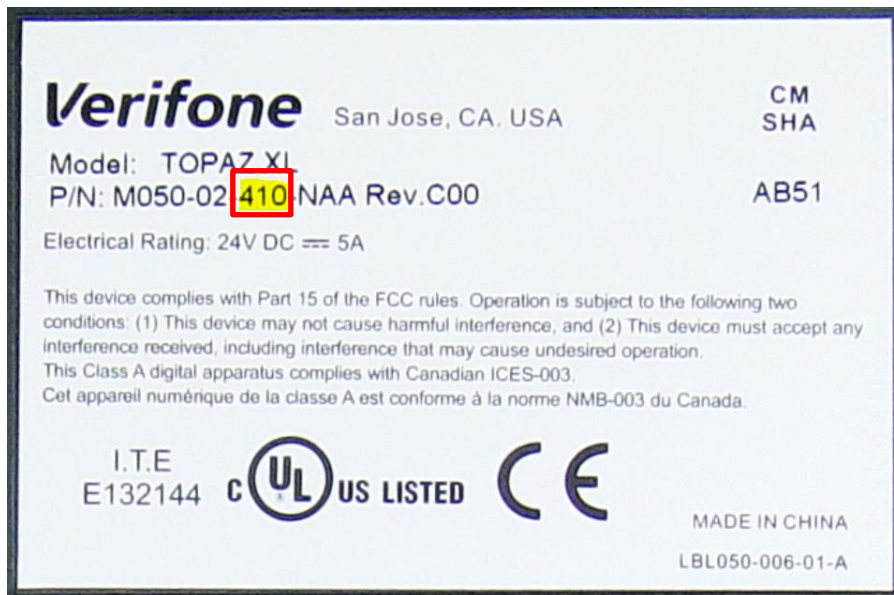 Verifone San Jose, CA. USA
CM
SHA
Model: TOPAZ XL
P/N: M050-02-410-NAA Rev.C00
AB51
Electrical Rating: 24V DC ⎓ 5A
This device complies with Part 15 of the FCC rules. Operation is subject to the following two
conditions: (1) This device may not cause harmful interference, and (2) This device must accept any
interference received, including interference that may cause undesired operation.
This Class A digital apparatus complies with Canadian ICES-003.
Cet appareil numérique de la classe A est conforme à la norme NMB-003 du Canada.
I.T.E
E132144
C UL US LISTED CE
MADE IN CHINA
LBL050-006-01-A